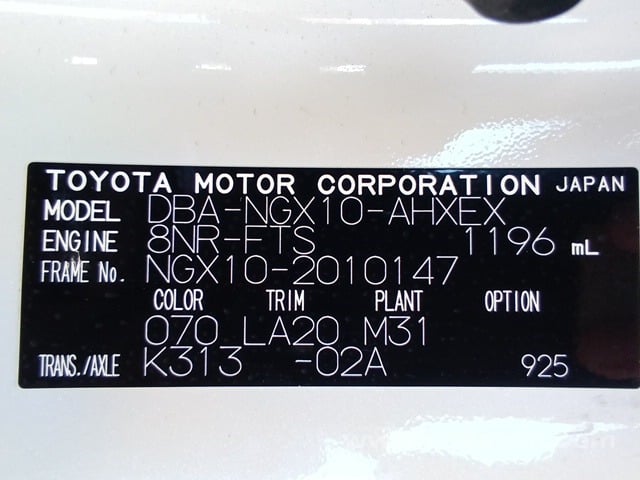 TOYOTA MOTOR CORPORATION JAPAN
MODEL DBA-NGX10-AHXEX
ENGINE 8NR-FTS 1196 mL
FRAME No. NGX10-2010147
COLOR TRIM PLANT OPTION
070 LA20 M31
TRANS./AXLE K313 -02A 925